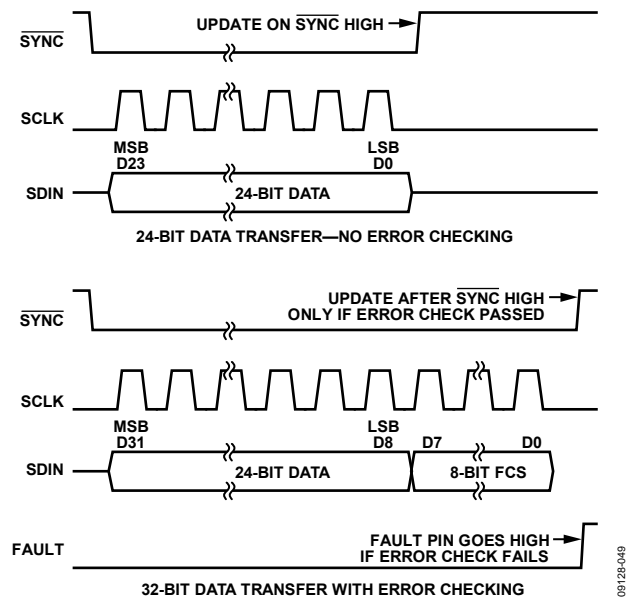 UPDATE ON SYNC HIGH
SYNC
SCLK
MSB
D23
LSB
D0
SDIN
24-BIT DATA
24-BIT DATA TRANSFER—NO ERROR CHECKING
UPDATE AFTER SYNC HIGH
ONLY IF ERROR CHECK PASSED
SYNC
SCLK
MSB
D31
LSB
D8
D7
D0
SDIN
24-BIT DATA
8-BIT FCS
FAULT
FAULT PIN GOES HIGH
IF ERROR CHECK FAILS
32-BIT DATA TRANSFER WITH ERROR CHECKING
09128-049